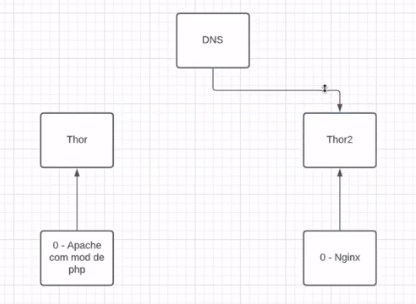 DNS
Thor
Thor2
0 - Apache
com mod de
php
0 - Nginx